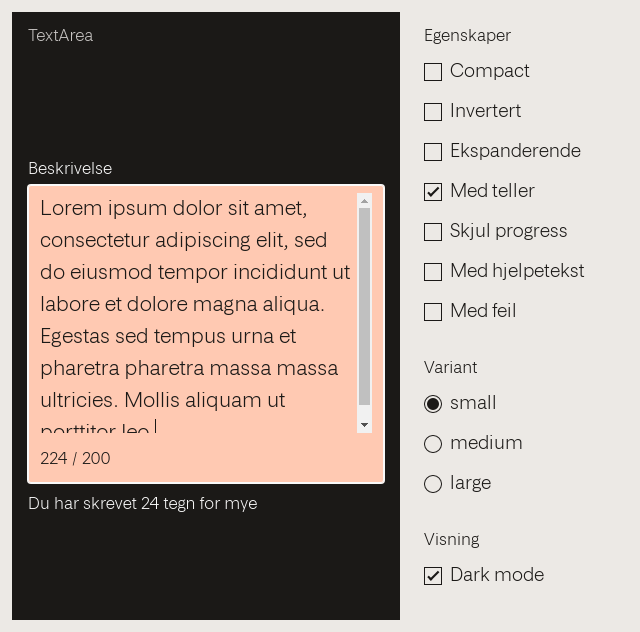 TextArea
Beskrivelse
Lorem ipsum dolor sit amet,
consectetur adipiscing elit, sed
do eiusmod tempor incididunt ut
labore et dolore magna aliqua.
Egestas sed tempus urna et
pharetra pharetra massa massa
ultricies. Mollis aliquam ut
porttitor leo
224 / 200
Du har skrevet 24 tegn for mye
Egenskaper
Compact
Invertert
Ekspanderende
Med teller
Skjul progress
Med hjelpetekst
Med feil
Variant
small
medium
large
Visning
Dark mode